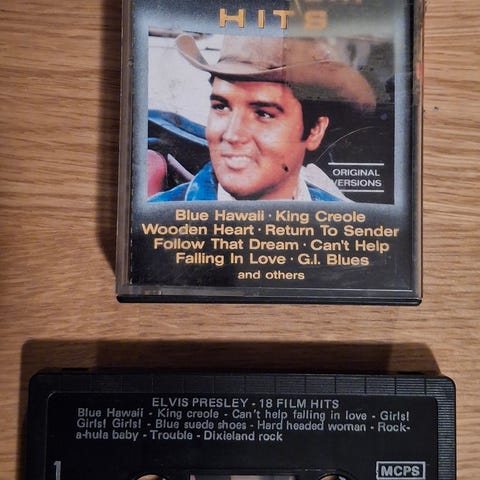 HITS
ORIGINAL
VERSIONS
Blue Hawaii · King Creole
Wooden Heart · Return To Sender
Follow That Dream · Can't Help
Falling In Love · G.I. Blues
and others
ELVIS PRESLEY - 18 FILM HITS
Blue Hawaii - King creole - Can't help falling in love - Girls!
Girls! Girls! - Blue suade shoes - Hard headed woman - Rock-
a-hula baby - Trouble - Dixieland rock
1
MCPS